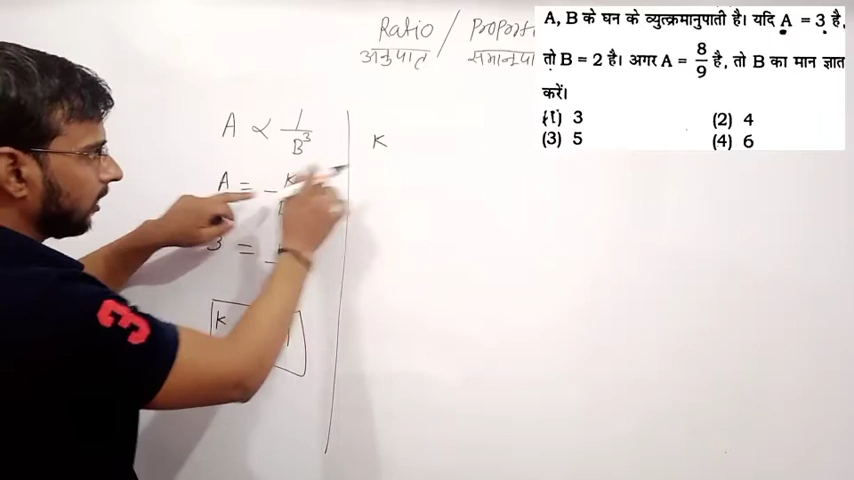 Ratio / Proporti
अनुपात समानुपा
A, B के घन के व्युत्क्रमानुपाती है। यदि A = 3 है,
तो B = 2 है। अगर A = 8/9 है, तो B का मान ज्ञात
करें।
(1) 3 (2) 4
(3) 5 (4) 6
A ∝ 1/B³
K
A = K
3 =
K
3